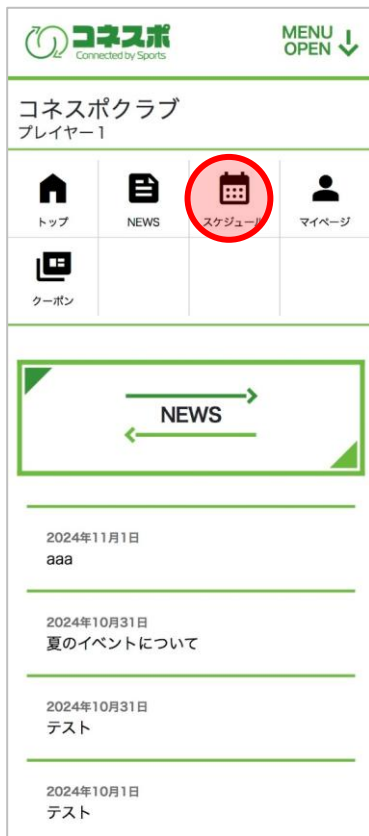 コネスポ
Connected by Sports
MENU
OPEN
コネスポクラブ
プレイヤー1
トップ
NEWS
スケジュール
マイページ
クーポン
NEWS
2024年11月1日
aaa
2024年10月31日
夏のイベントについて
2024年10月31日
テスト
2024年10月1日
テスト